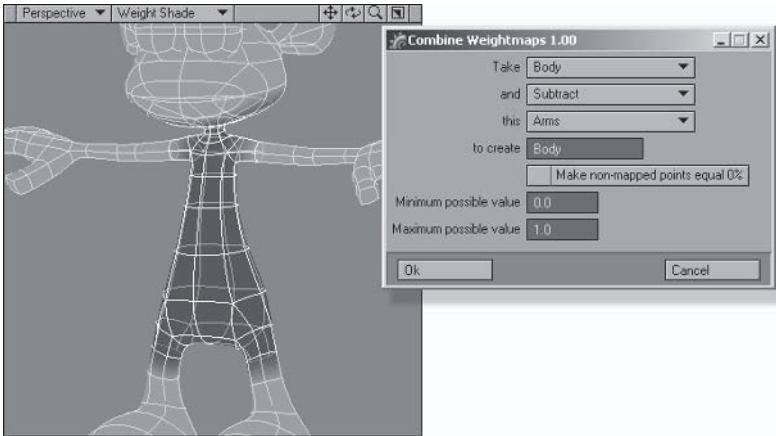 Perspective Weight Shade
Combine Weightmaps 1.00
Take Body
and Subtract
this Arms
to create Body
Make non-mapped points equal 0%
Minimum possible value 0.0
Maximum possible value 1.0
Ok Cancel